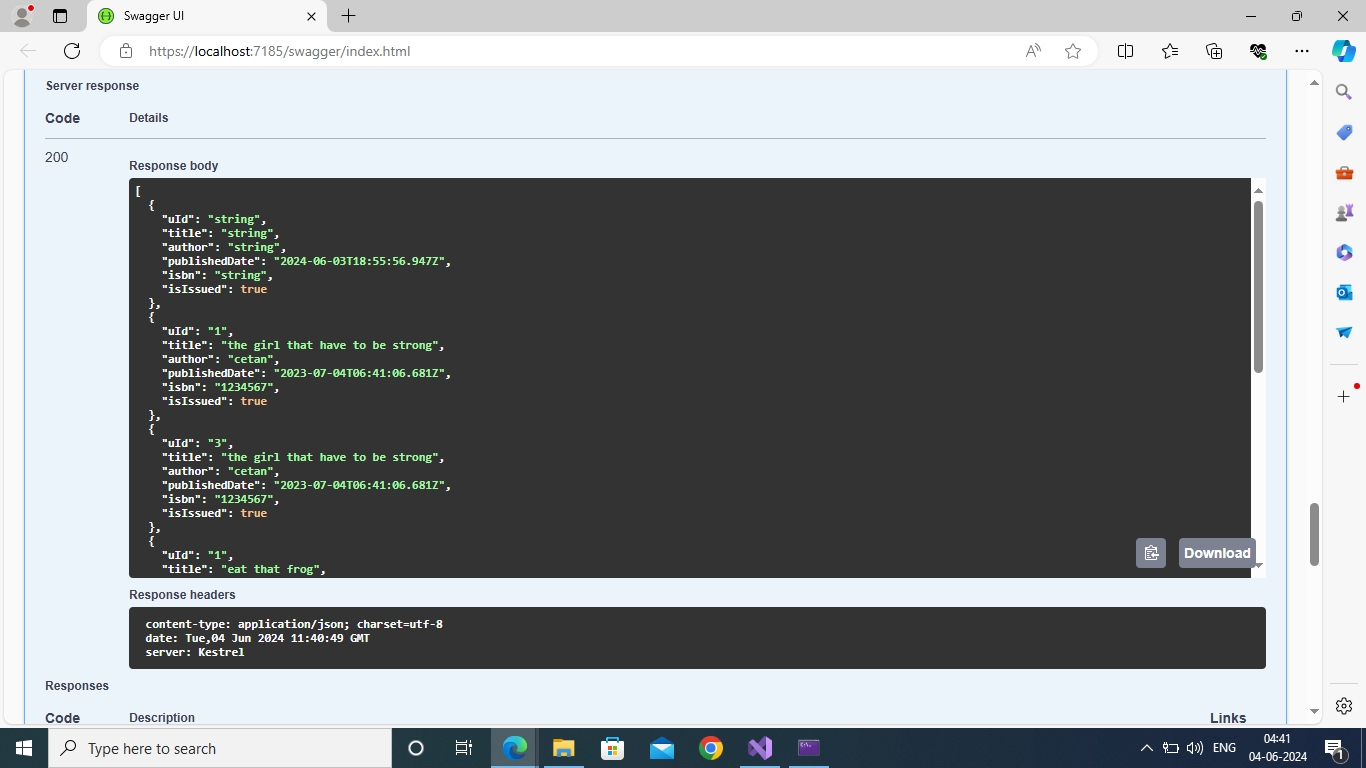 Swagger UI
https://localhost:7185/swagger/index.html
Server response
Code Details
200
Response body
[
  {
    "uId": "string",
    "title": "string",
    "author": "string",
    "publishedDate": "2024-06-03T18:55:56.947Z",
    "isbn": "string",
    "isIssued": true
  },
  {
    "uId": "1",
    "title": "the girl that have to be strong",
    "author": "cetan",
    "publishedDate": "2023-07-04T06:41:06.681Z",
    "isbn": "1234567",
    "isIssued": true
  },
  {
    "uId": "3",
    "title": "the girl that have to be strong",
    "author": "cetan",
    "publishedDate": "2023-07-04T06:41:06.681Z",
    "isbn": "1234567",
    "isIssued": true
  },
  {
    "uId": "1",
    "title": "eat that frog",
Download
Response headers
content-type: application/json; charset=utf-8
date: Tue,04 Jun 2024 11:40:49 GMT
server: Kestrel
Responses
Code Description Links
Type here to search
ENG
04:41
04-06-2024
1